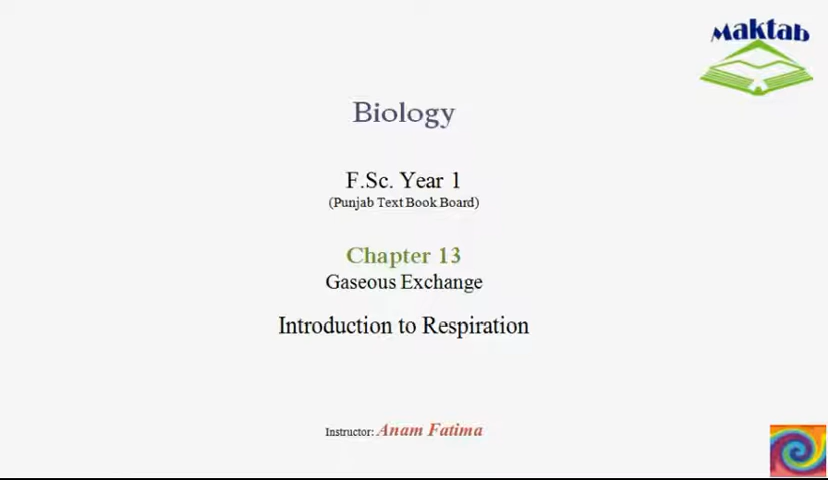 Maktab
Biology
F.Sc. Year 1
(Punjab Text Book Board)
Chapter 13
Gaseous Exchange
Introduction to Respiration
Instructor: Anam Fatima